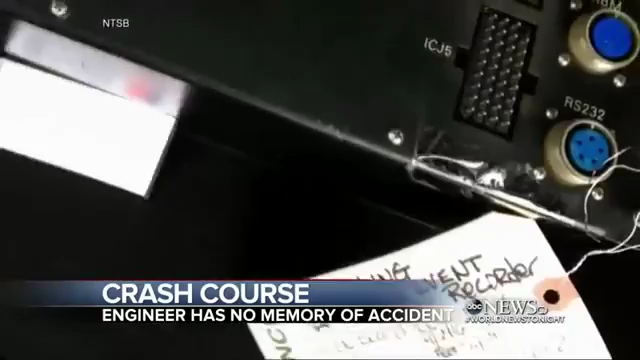 NTSB
ICJ5
RS232
EVENT
RECORDER
CRASH COURSE
ENGINEER HAS NO MEMORY OF ACCIDENT
abc NEWS
#WORLDNEWSTONIGHT